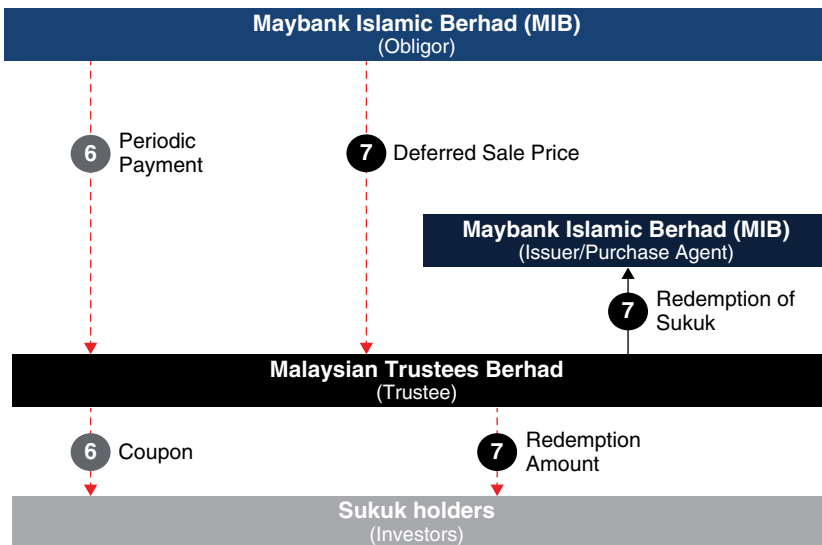 Maybank Islamic Berhad (MIB)
(Obligor)
6
Periodic
Payment
7
Deferred Sale Price
Maybank Islamic Berhad (MIB)
(Issuer/Purchase Agent)
7
Redemption of
Sukuk
Malaysian Trustees Berhad
(Trustee)
6
Coupon
7
Redemption
Amount
Sukuk holders
(Investors)